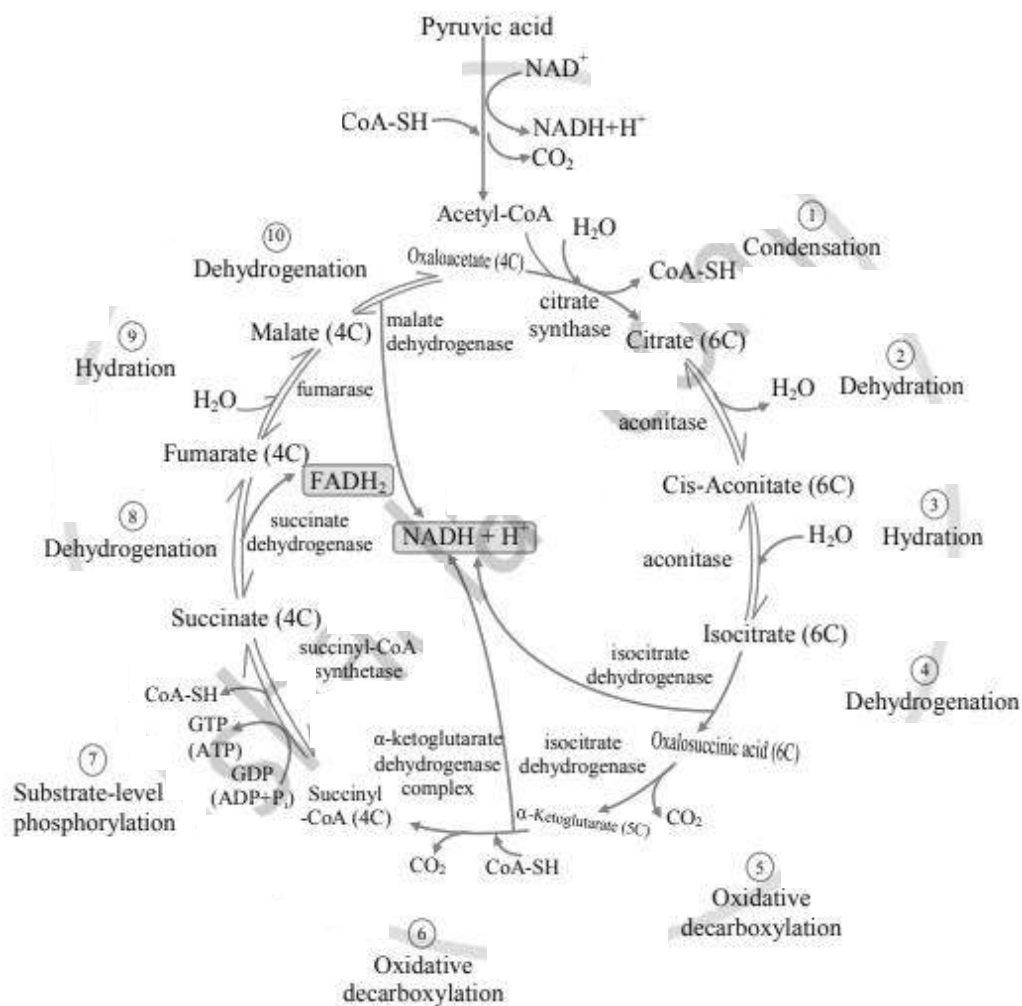 Pyruvic acid
NAD⁺
CoA-SH
NADH+H⁺
CO₂
Acetyl-CoA
H₂O
①
Condensation
⑩
Dehydrogenation
Oxaloacetate (4C)
CoA-SH
citrate
synthase
Malate (4C)
malate
dehydrogenase
Citrate (6C)
⑨
Hydration
②
Dehydration
H₂O
fumarase
H₂O
aconitase
Fumarate (4C)
FADH₂
Cis-Aconitate (6C)
⑧
Dehydrogenation
succinate
dehydrogenase
NADH + H⁺
③
Hydration
H₂O
aconitase
Succinate (4C)
Isocitrate (6C)
succinyl-CoA
synthetase
isocitrate
dehydrogenase
④
Dehydrogenation
CoA-SH
GTP
(ATP)
GDP
(ADP+Pᵢ)
⑦
Substrate-level
phosphorylation
α-ketoglutarate
dehydrogenase
complex
isocitrate
dehydrogenase
Oxalosuccinic acid (6C)
Succinyl
-CoA (4C)
α-Ketoglutarate (5C)
CO₂
CO₂
CoA-SH
⑤
Oxidative
decarboxylation
⑥
Oxidative
decarboxylation